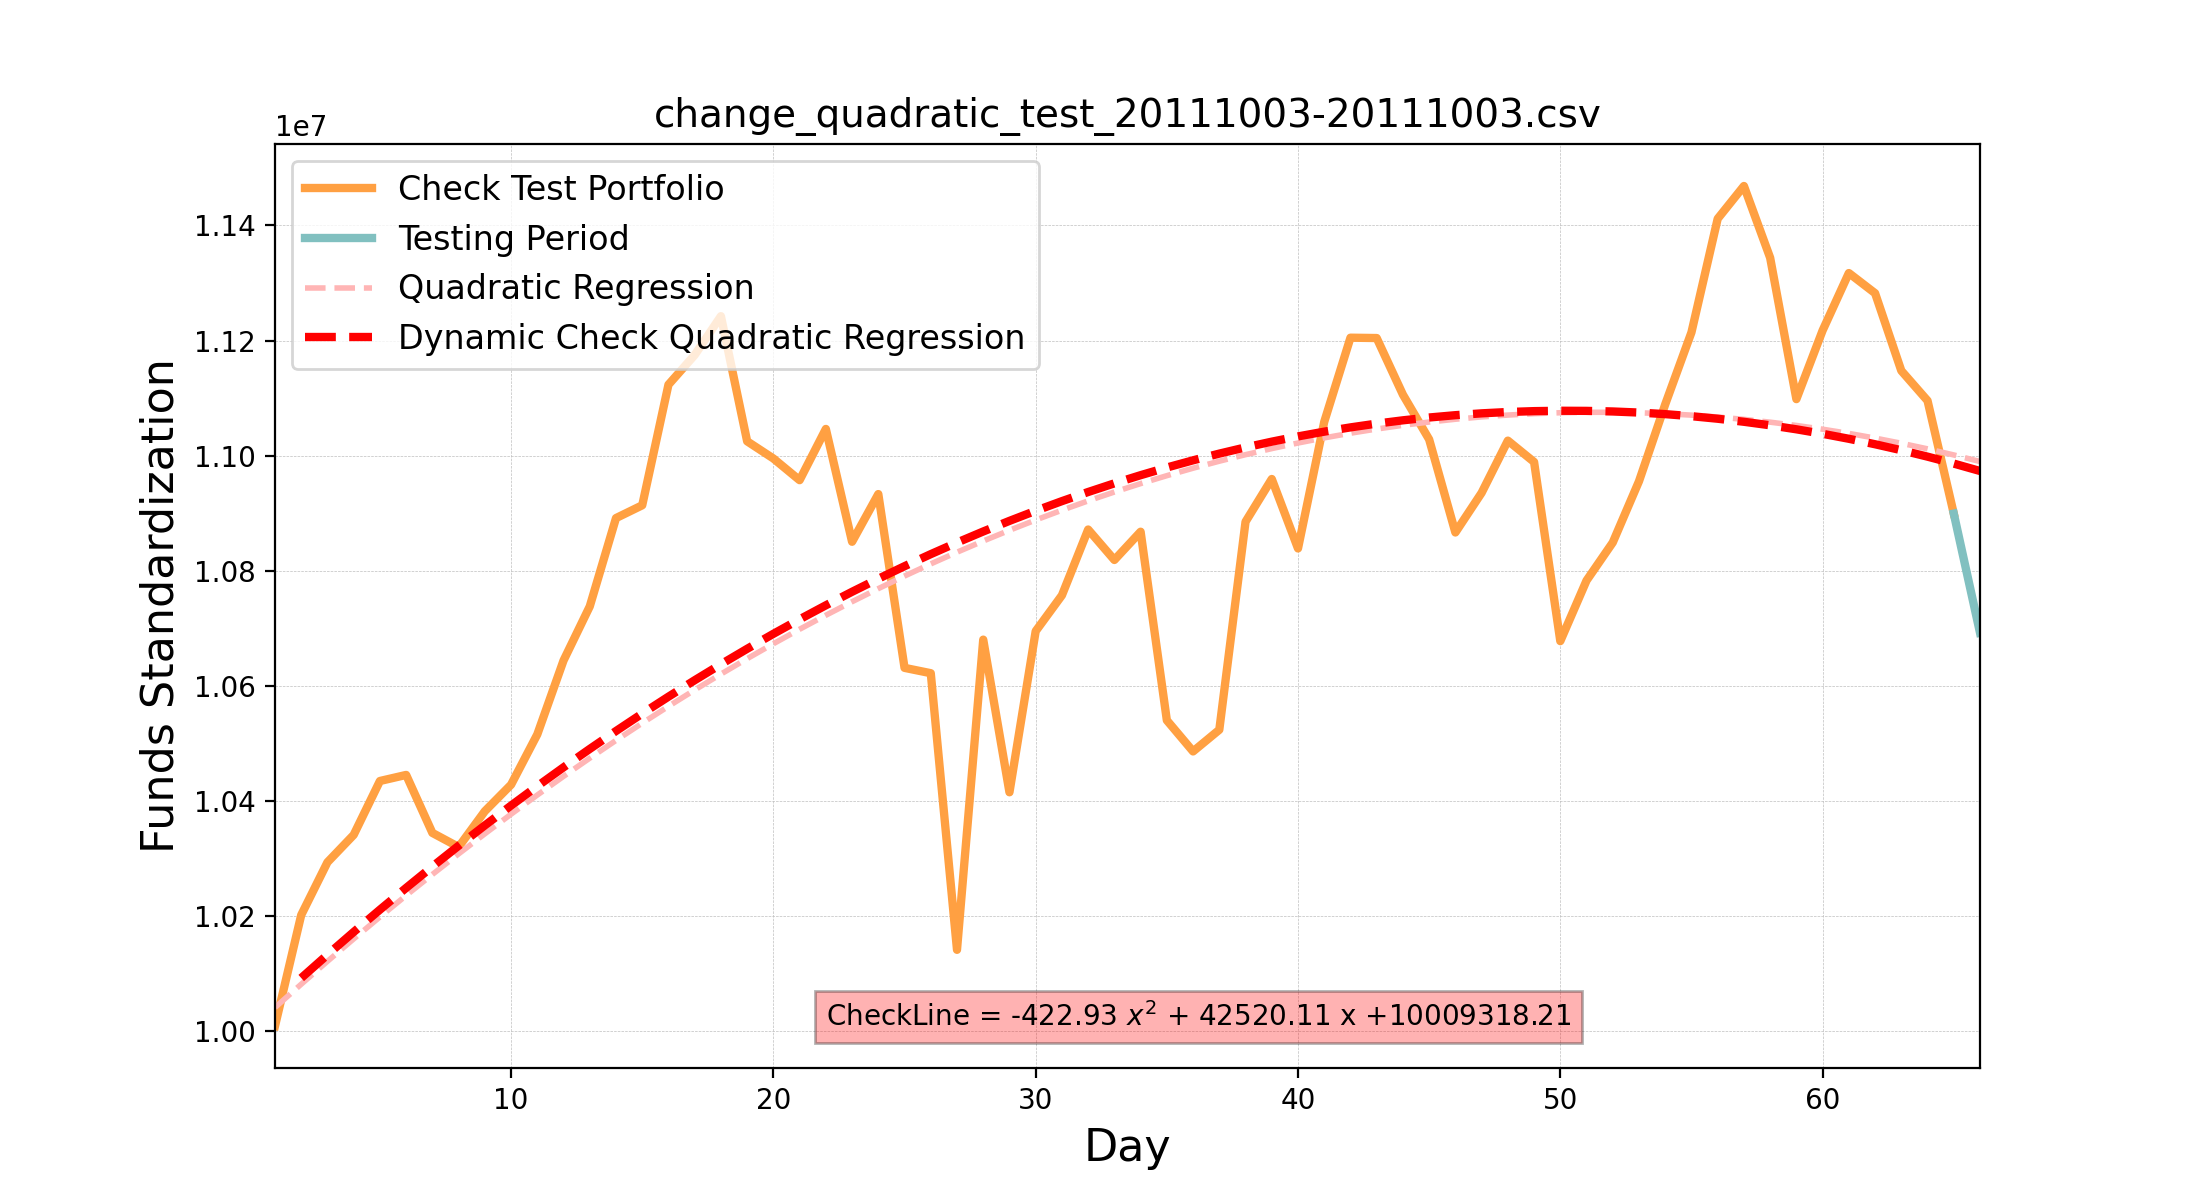 change_quadratic_test_20111003-20111003.csv
1e7
Check Test Portfolio
Testing Period
Quadratic Regression
Dynamic Check Quadratic Regression
1.14
1.12
1.10
1.08
1.06
1.04
1.02
1.00
Funds Standardization
CheckLine = -422.93 x² + 42520.11 x +10009318.21
10 20 30 40 50 60
Day